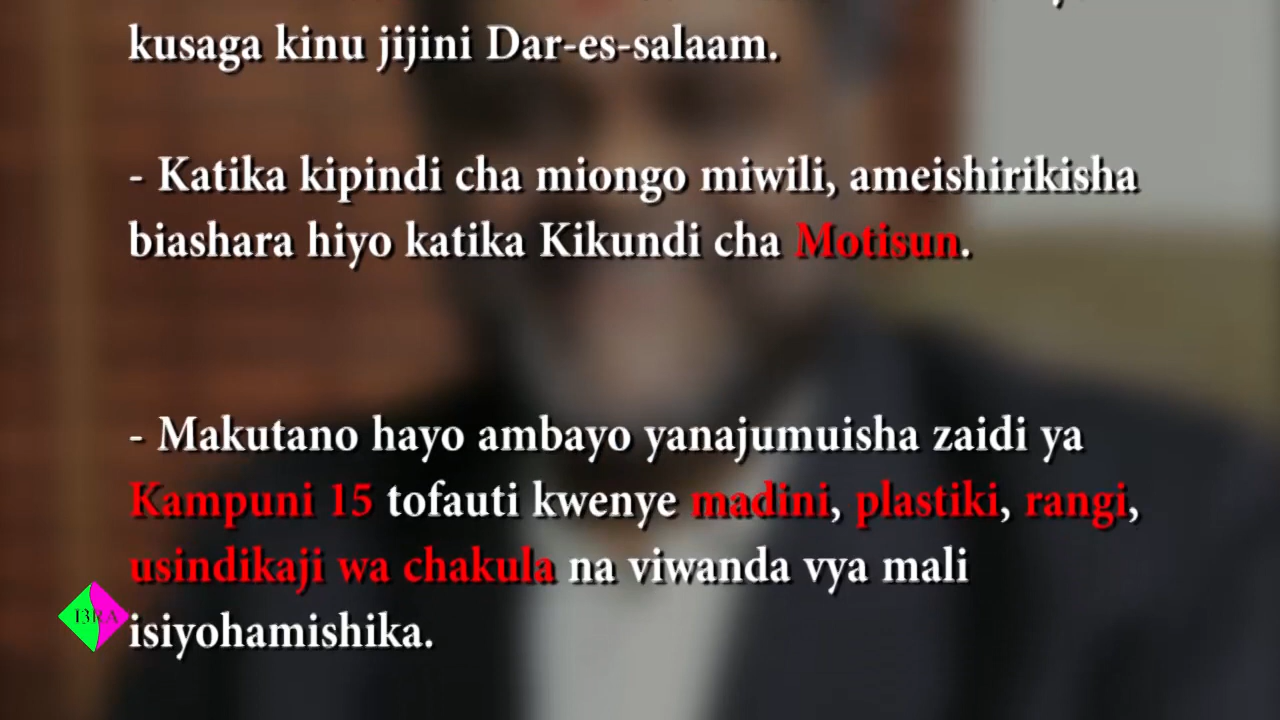 kusaga kinu jijini Dar-es-salaam.
- Katika kipindi cha miongo miwili, ameishirikisha
biashara hiyo katika Kikundi cha Motisun.
- Makutano hayo ambayo yanajumuisha zaidi ya
Kampuni 15 tofauti kwenye madini, plastiki, rangi,
usindikaji wa chakula na viwanda vya mali
isiyohamishika.
I3RA